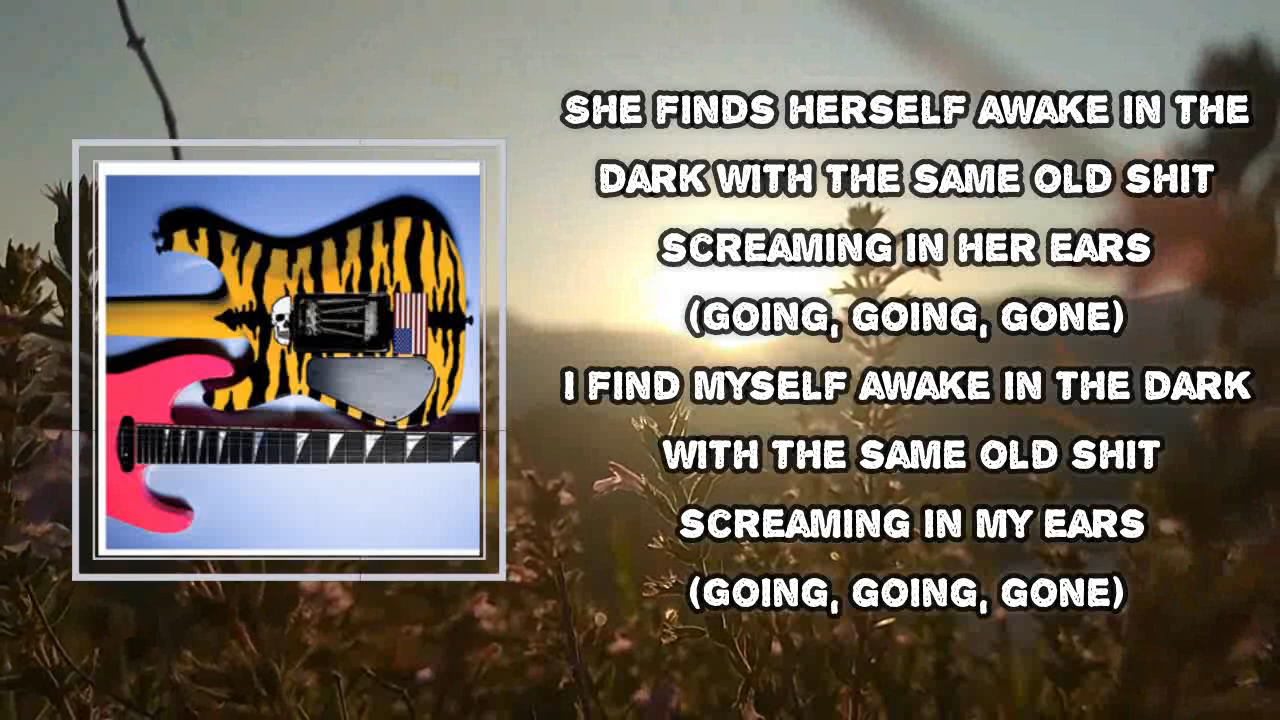 SHE FINDS HERSELF AWAKE IN THE
DARK WITH THE SAME OLD SHIT
SCREAMING IN HER EARS
(GOING, GOING, GONE)
I FIND MYSELF AWAKE IN THE DARK
WITH THE SAME OLD SHIT
SCREAMING IN MY EARS
(GOING, GOING, GONE)